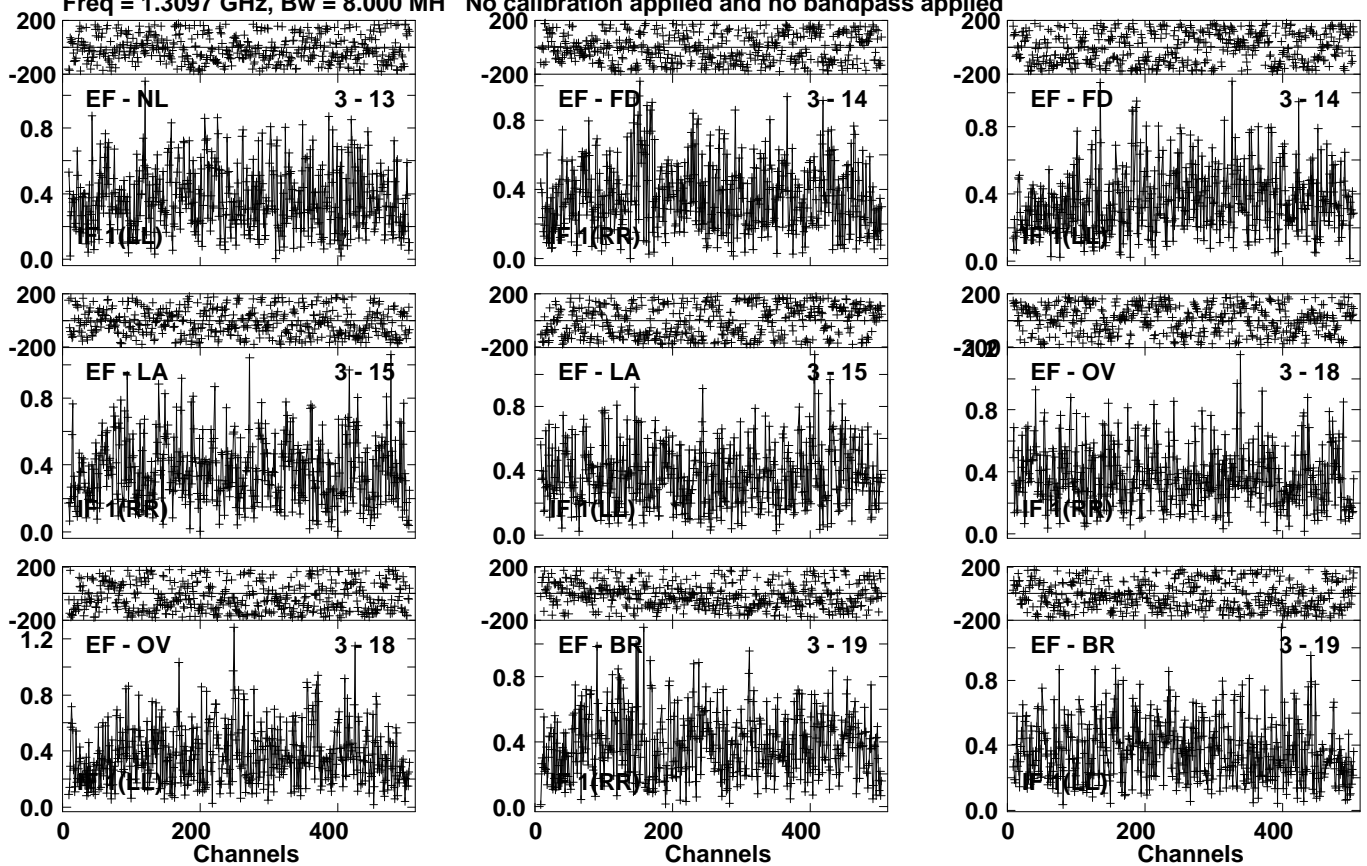 Freq = 1.3097 GHz, Bw = 8.000 MH No calibration applied and no bandpass applied
200 200 200
-200 -200 -200
EF - NL 3 - 13 EF - FD 3 - 14 EF - FD 3 - 14
0.8 0.8 0.8
0.4 0.4 0.4
IF 1(LL) IF 1(RR) IF 1(LL)
0.0 0.0 0.0
200 200 200
-200 -200 -200
1.2
EF - LA 3 - 15 EF - LA 3 - 15 EF - OV 3 - 18
0.8 0.8 0.8
0.4 0.4 0.4
IF 1(RR) IF 1(LL) IF 1(RR)
0.0 0.0 0.0
200 200 200
-200 -200 -200
1.2 EF - OV 3 - 18 EF - BR 3 - 19 EF - BR 3 - 19
0.8 0.8 0.8
0.4 0.4 0.4
IF 1(LL) IF 1(RR) IF 1(LL)
0.0 0.0 0.0
0 200 400 0 200 400 0 200 400
Channels Channels Channels